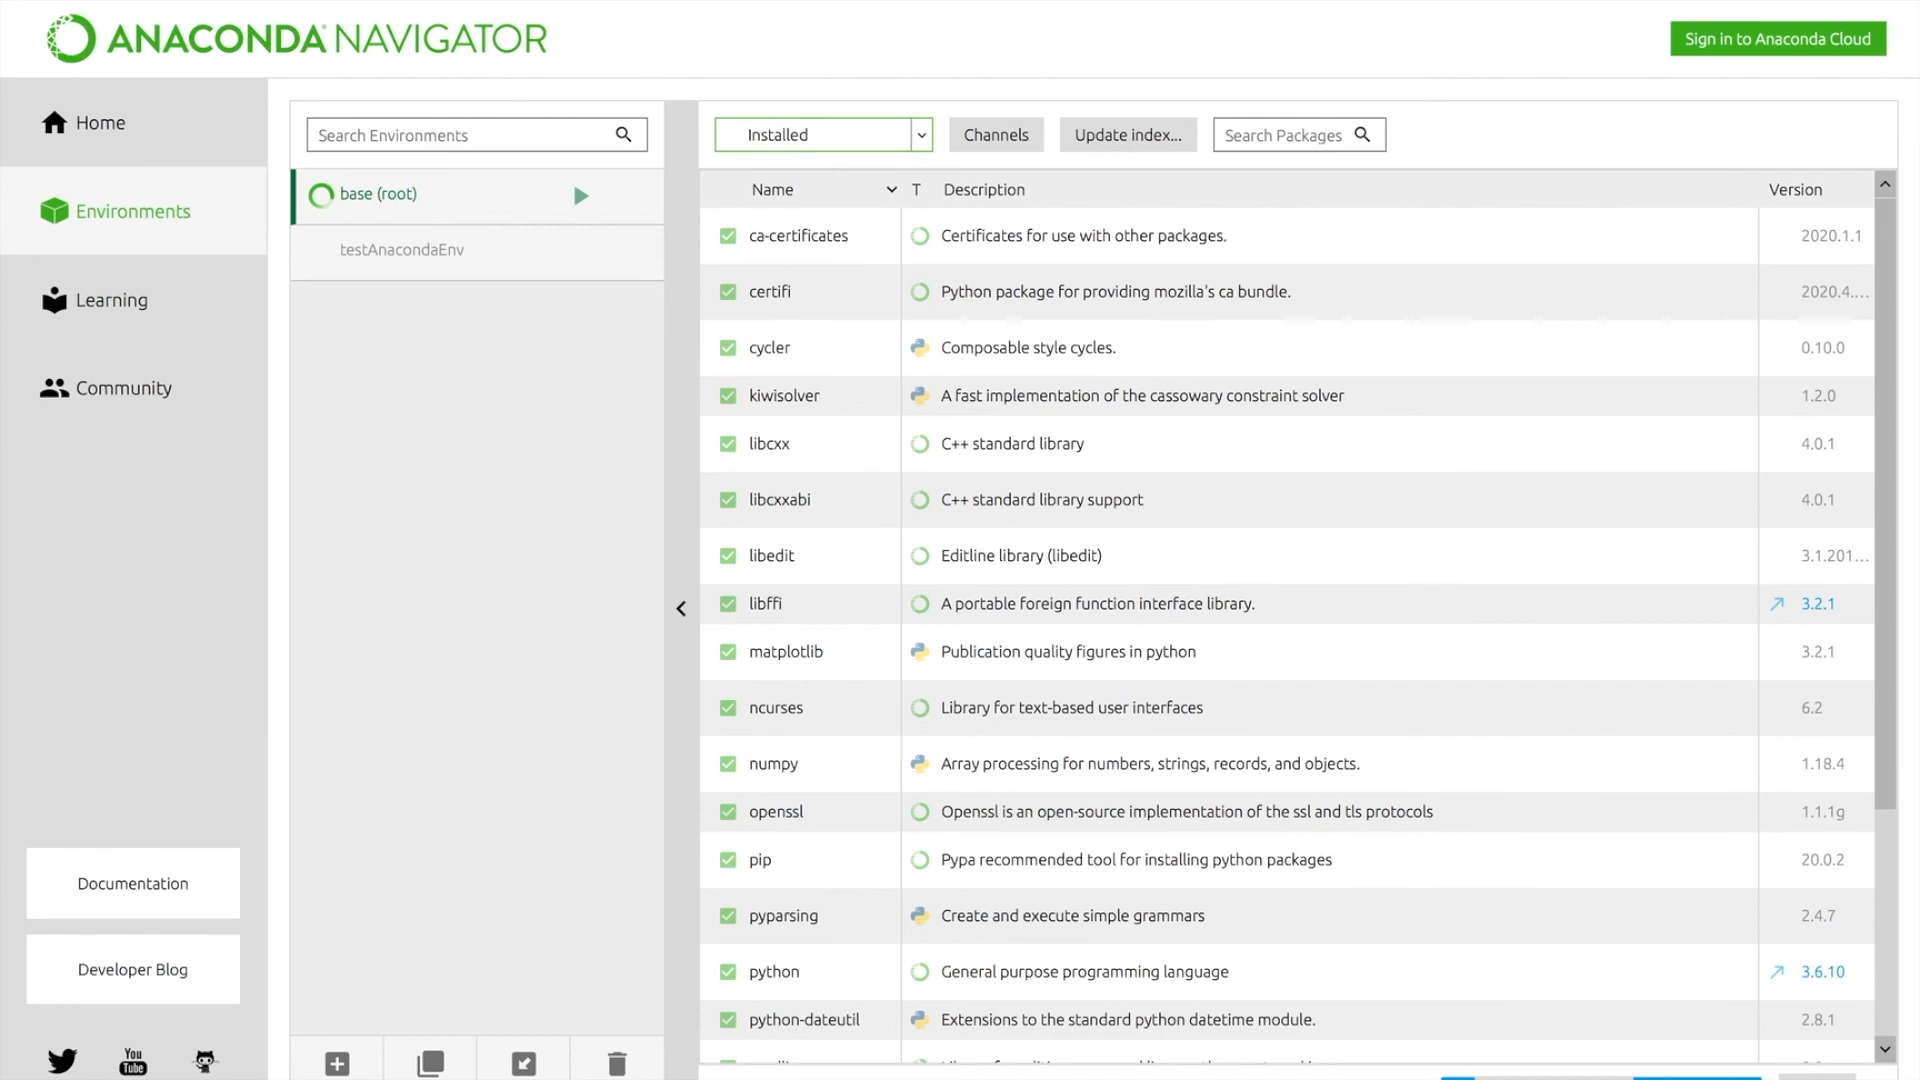 ANACONDA NAVIGATOR
Sign in to Anaconda Cloud
Home
Environments
Learning
Community
Documentation
Developer Blog
You
Tube
Search Environments
base (root)
testAnacondaEnv
Installed
Channels
Update index...
Search Packages
Name T Description Version
ca-certificates Certificates for use with other packages. 2020.1.1
certifi Python package for providing mozilla's ca bundle. 2020.4....
cycler Composable style cycles. 0.10.0
kiwisolver A fast implementation of the cassowary constraint solver 1.2.0
libcxx C++ standard library 4.0.1
libcxxabi C++ standard library support 4.0.1
libedit Editline library (libedit) 3.1.201...
libffi A portable foreign function interface library. 3.2.1
matplotlib Publication quality figures in python 3.2.1
ncurses Library for text-based user interfaces 6.2
numpy Array processing for numbers, strings, records, and objects. 1.18.4
openssl Openssl is an open-source implementation of the ssl and tls protocols 1.1.1g
pip Pypa recommended tool for installing python packages 20.0.2
pyparsing Create and execute simple grammars 2.4.7
python General purpose programming language 3.6.10
python-dateutil Extensions to the standard python datetime module. 2.8.1